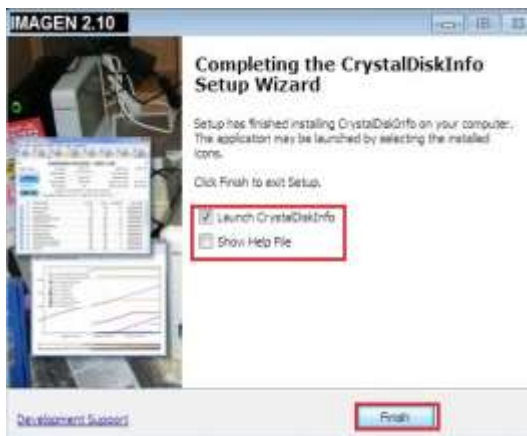 IMAGEN 2.10
Completing the CrystalDiskInfo
Setup Wizard
Setup has finished installing CrystalDiskInfo on your computer.
The application may be launched by selecting the installed
icons.
Click Finish to exit Setup.
Launch CrystalDiskInfo
Show Help File
Development Support
Finish